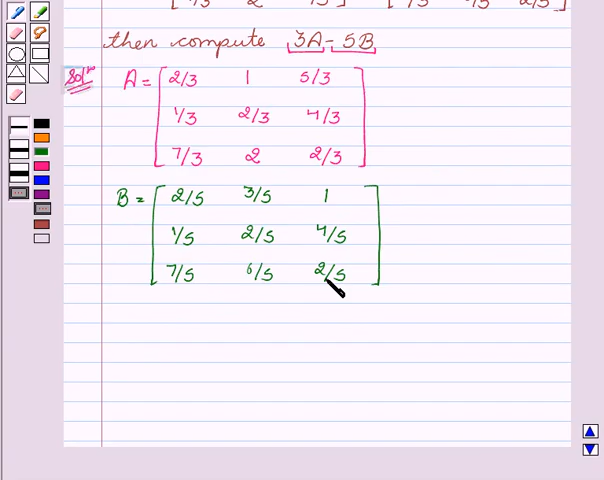 then compute 3A - 5B
Solⁿ A = [ 2/3 1 5/3
1/3 2/3 4/3
7/3 2 2/3 ]
B = [ 2/5 3/5 1
1/5 2/5 4/5
7/5 6/5 2/5 ]